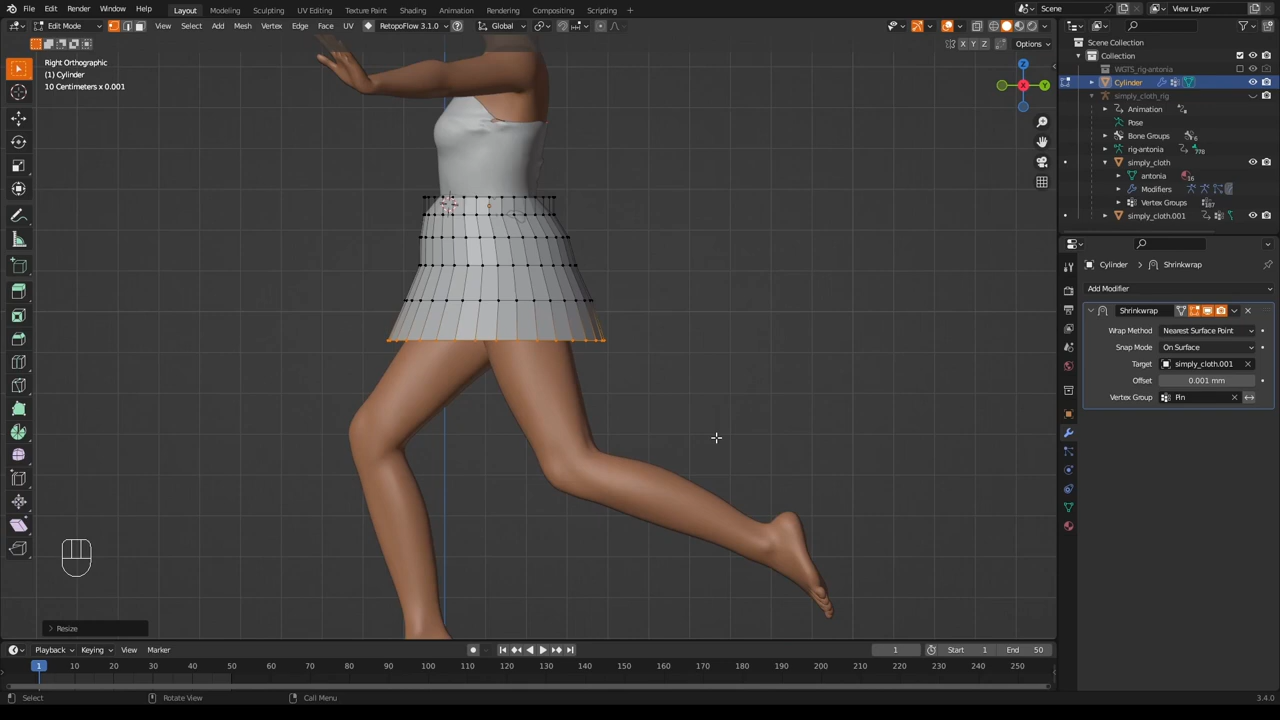 File Edit Render Window Help Layout Modeling Sculpting UV Editing Texture Paint Shading Animation Rendering Compositing Scripting + Scene View Layer
Edit Mode View Select Add Mesh Vertex Edge Face UV RetopoFlow 3.1.0 Global
X Y Z Options
Right Orthographic
(1) Cylinder
10 Centimeters x 0.001
Z
X
Y
Resize
Scene Collection
Collection
WGTS_rig-antonia
Cylinder
simply_cloth_rig
Animation
Pose
Bone Groups 6
rig-antonia 778
simply_cloth
antonia 16
Modifiers
Vertex Groups 187
simply_cloth.001
Cylinder > Shrinkwrap
Add Modifier
Shrinkwrap
Wrap Method Nearest Surface Point
Snap Mode On Surface
Target simply_cloth.001
Offset 0.001 mm
Vertex Group Pin
Playback Keying View Marker 1 Start 1 End 50
1 10 20 30 40 50 60 70 80 90 100 110 120 130 140 150 160 170 180 190 200 210 220 230 240 250
Select Rotate View Call Menu 3.4.0